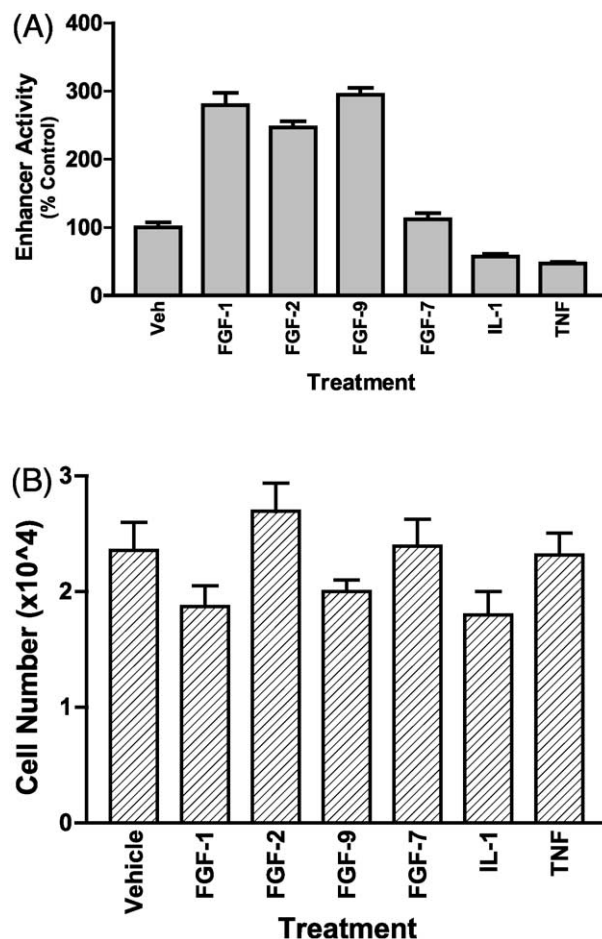 (A)
Enhancer Activity
(% Control)
400
300
200
100
0
Veh
FGF-1
FGF-2
FGF-9
FGF-7
IL-1
TNF
Treatment
(B)
Cell Number (x10^4)
3
2
1
0
Vehicle
FGF-1
FGF-2
FGF-9
FGF-7
IL-1
TNF
Treatment